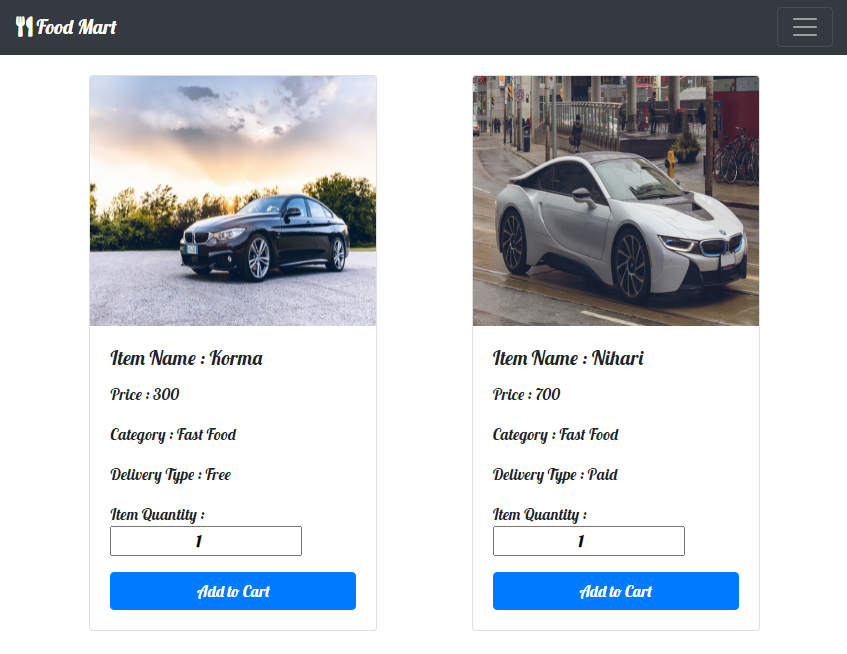 Food Mart
Item Name : Korma
Price : 300
Category : Fast Food
Delivery Type : Free
Item Quantity :
1
Add to Cart
Item Name : Nihari
Price : 700
Category : Fast Food
Delivery Type : Paid
Item Quantity :
1
Add to Cart